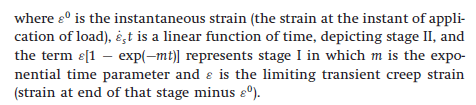 where ε⁰ is the instantaneous strain (the strain at the instant of appli-
cation of load), ε̇ₛt is a linear function of time, depicting stage II, and
the term ε[1 − exp(−mt)] represents stage I in which m is the expo-
nential time parameter and ε is the limiting transient creep strain
(strain at end of that stage minus ε⁰).